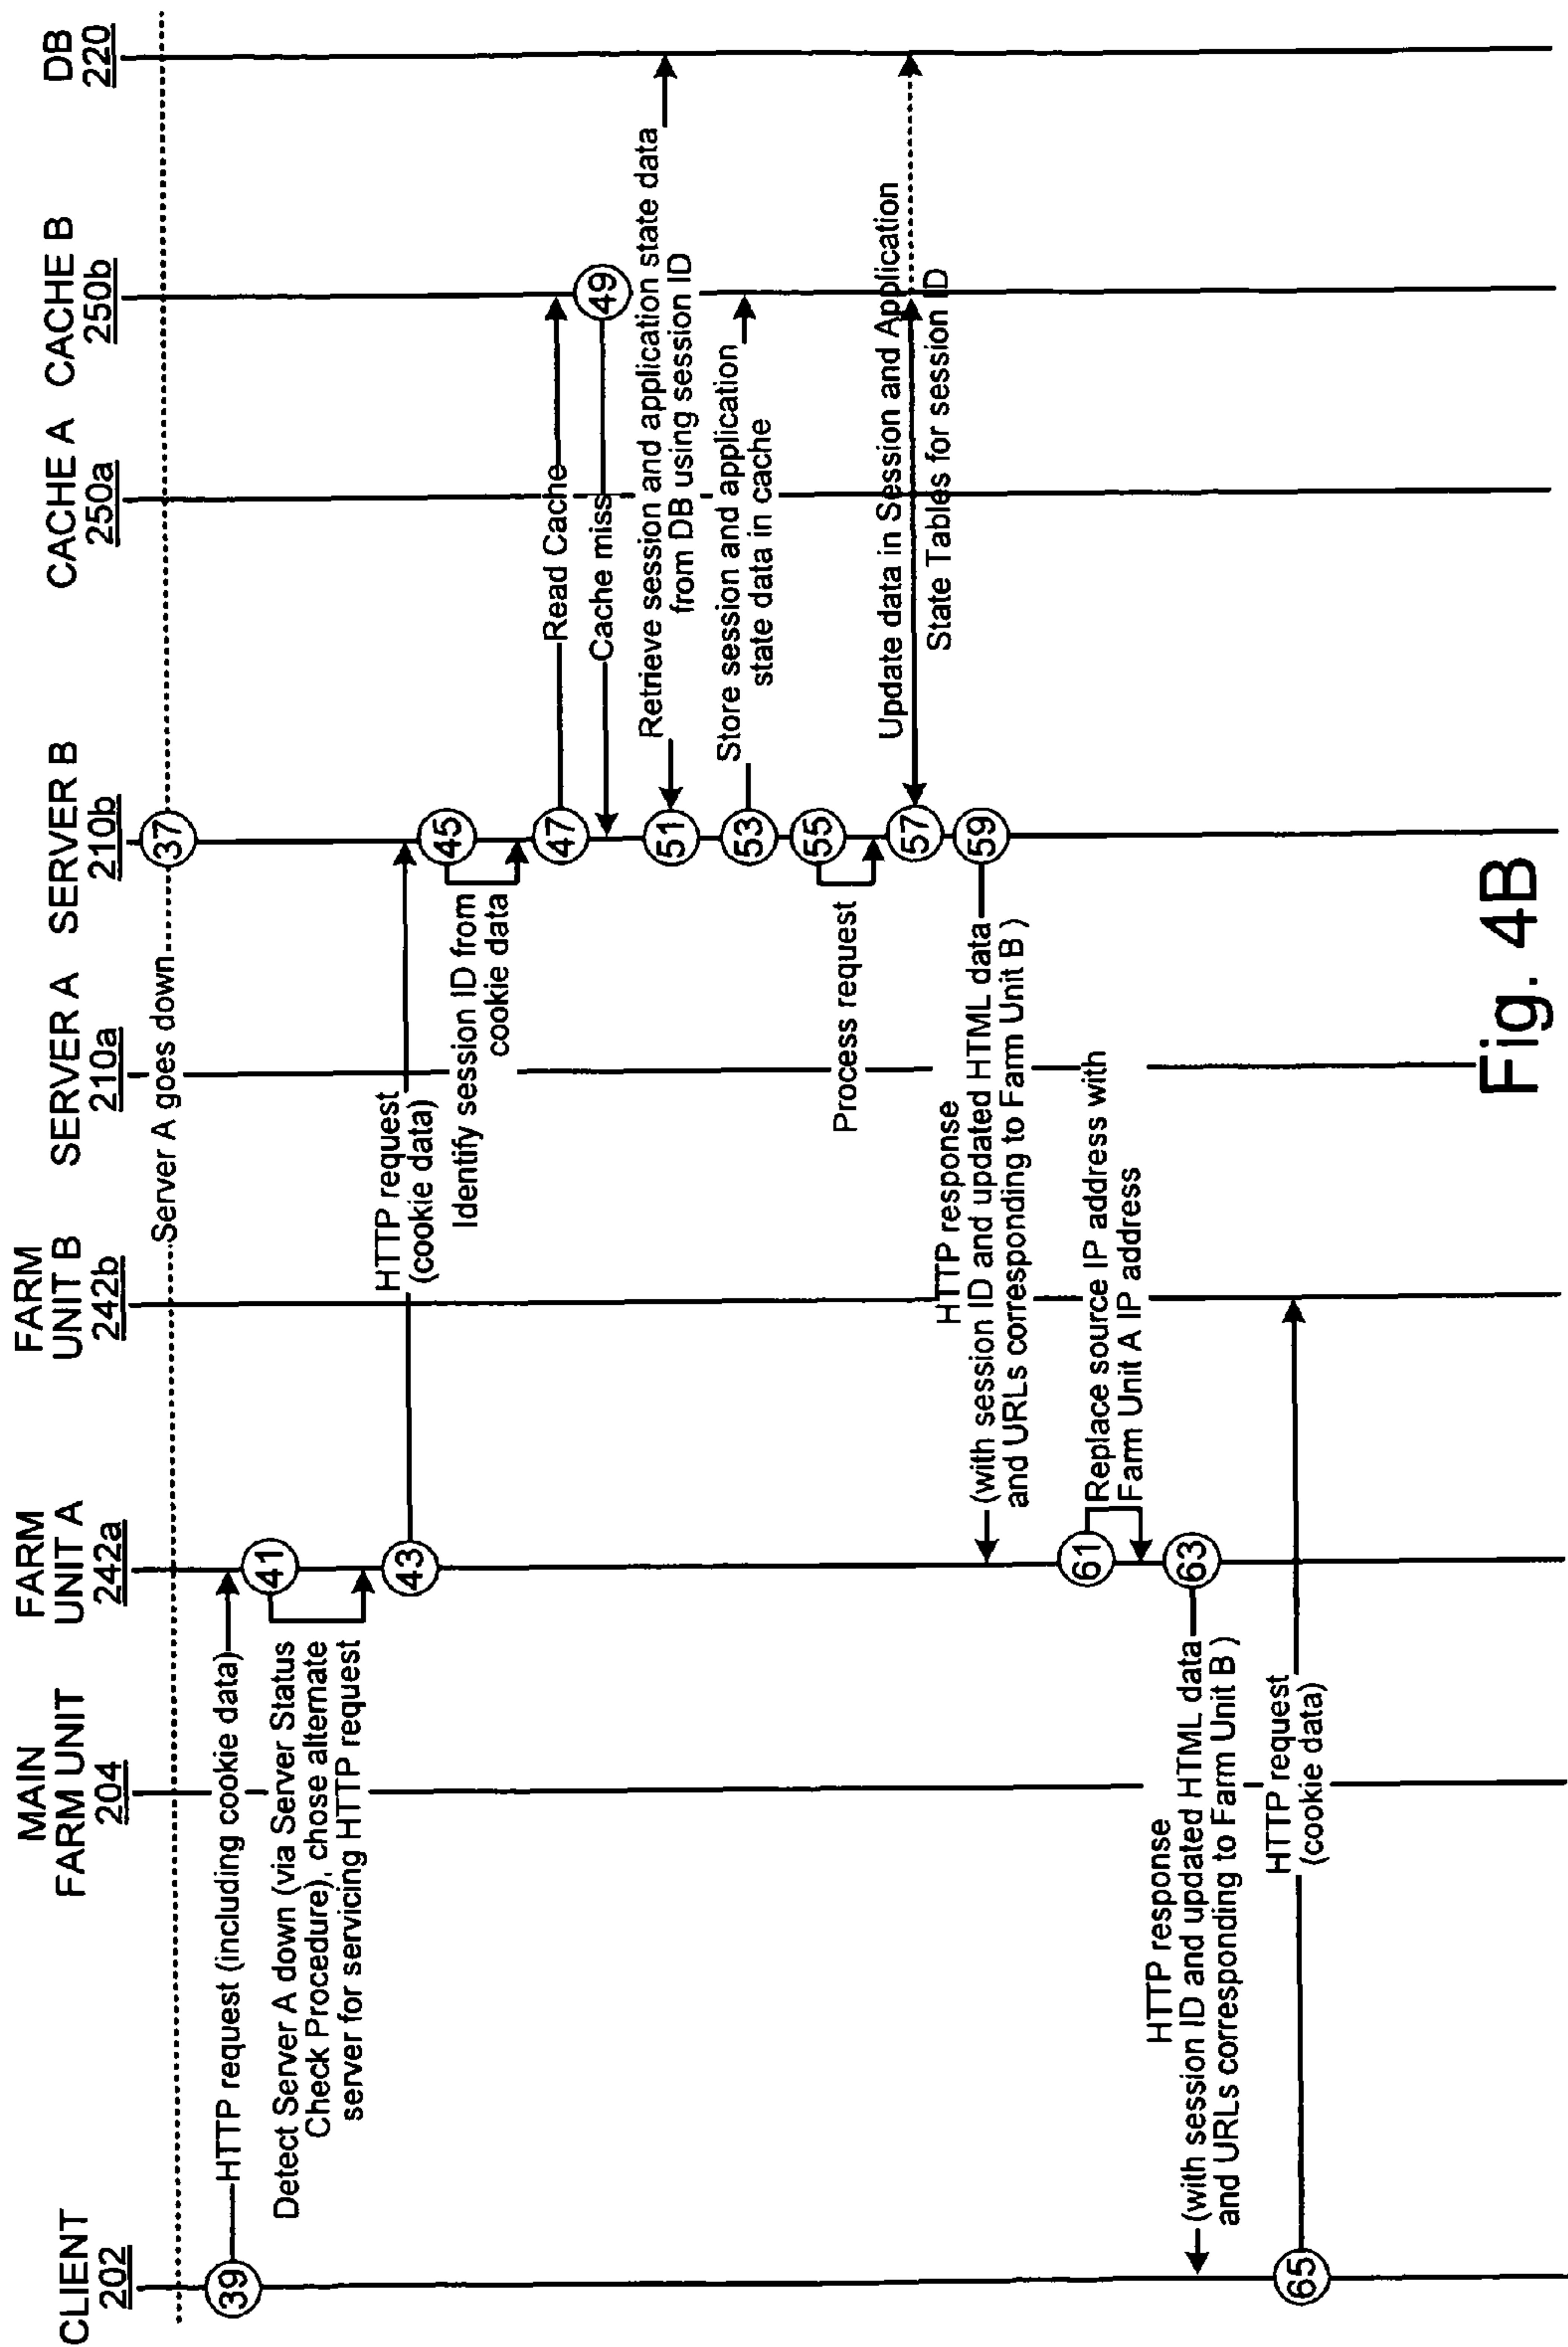 CLIENT
202
MAIN
FARM UNIT
204
FARM
UNIT A
242a
FARM
UNIT B
242b
SERVER A
210a
SERVER B
210b
CACHE A
250a
CACHE B
250b
DB
220
Server A goes down
37
39
HTTP request (including cookie data)
41
Detect Server A down (via Server Status
Check Procedure), chose alternate
server for servicing HTTP request
43
HTTP request
(cookie data)
45
Identify session ID from
cookie data
47
Read Cache
49
Cache miss
51
Retrieve session and application state data
from DB using session ID
53
Store session and application
state data in cache
55
Process request
57
Update data in Session and Application
State Tables for session ID
59
HTTP response
(with session ID and updated HTML data
and URLs corresponding to Farm Unit B )
61
Replace source IP address with
Farm Unit A IP address
63
HTTP response
(with session ID and updated HTML data
and URLs corresponding to Farm Unit B )
65
HTTP request
(cookie data)
Fig. 4B